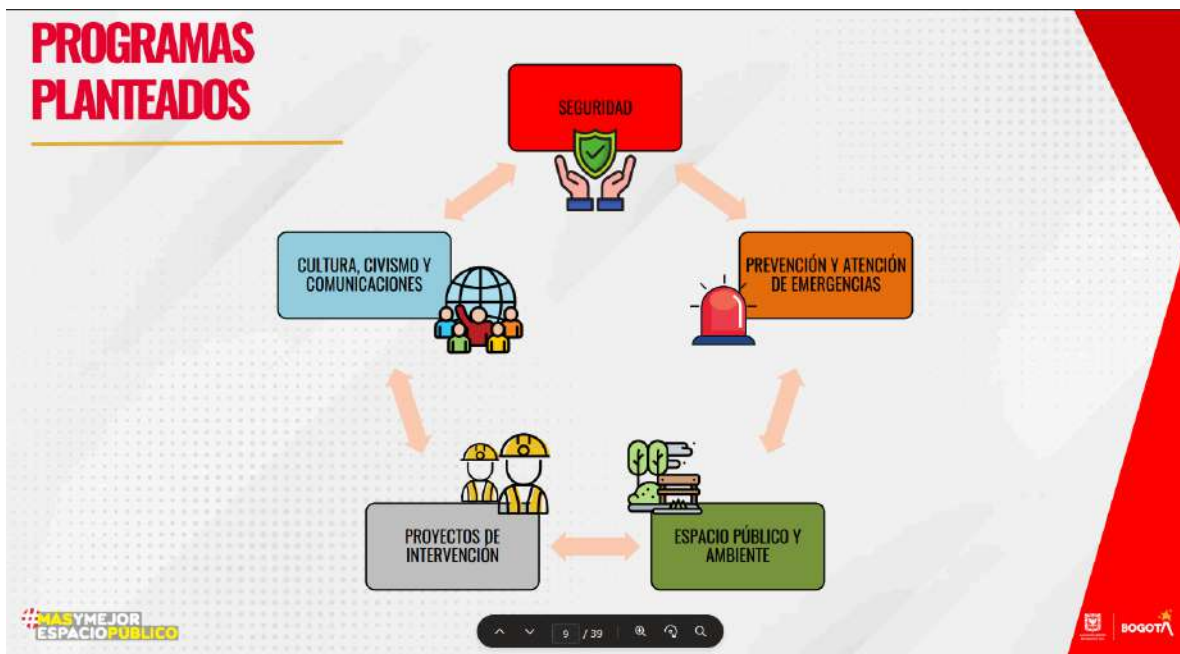 PROGRAMAS
PLANTEADOS
SEGURIDAD
CULTURA, CIVISMO Y
COMUNICACIONES
PREVENCIÓN Y ATENCIÓN
DE EMERGENCIAS
PROYECTOS DE
INTERVENCIÓN
ESPACIO PÚBLICO Y
AMBIENTE
#MÁSYMEJOR
ESPACIOPÚBLICO
9 / 39
BOGOTÁ